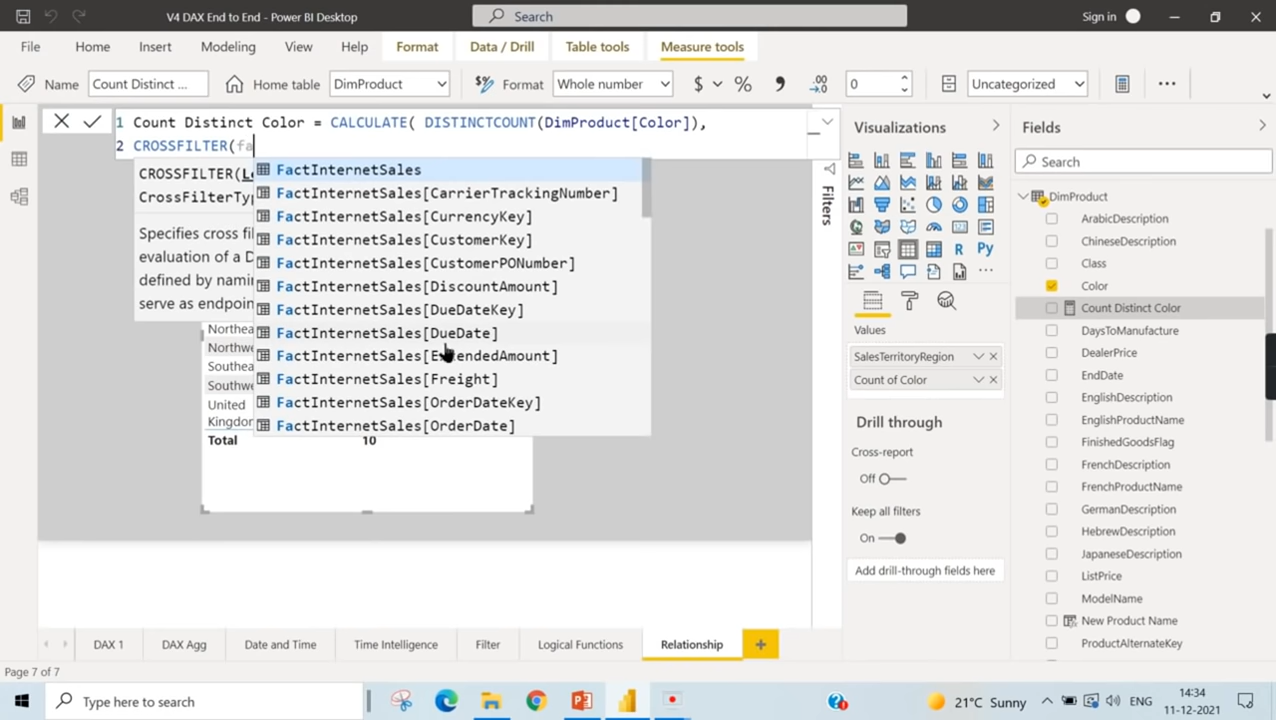 V4 DAX End to End - Power BI Desktop
Search
Sign in
File Home Insert Modeling View Help Format Data / Drill Table tools Measure tools
Name Count Distinct ... Home table DimProduct Format Whole number $ % , .00 0 Uncategorized ...
1 Count Distinct Color = CALCULATE( DISTINCTCOUNT(DimProduct[Color]),
2 CROSSFILTER(fa
CROSSFILTER(
CrossFilterTy
Specifies cross fi
evaluation of a D
defined by namin
serve as endpoin
FactInternetSales
FactInternetSales[CarrierTrackingNumber]
FactInternetSales[CurrencyKey]
FactInternetSales[CustomerKey]
FactInternetSales[CustomerPONumber]
FactInternetSales[DiscountAmount]
FactInternetSales[DueDateKey]
FactInternetSales[DueDate]
FactInternetSales[ExtendedAmount]
FactInternetSales[Freight]
FactInternetSales[OrderDateKey]
FactInternetSales[OrderDate]
Northea
Northw
Southea
Southw
United
Kingdor
Total 10
Filters
Visualizations
R Py
...
Values
SalesTerritoryRegion
Count of Color
Drill through
Cross-report
Off
Keep all filters
On
Add drill-through fields here
Fields
Search
DimProduct
ArabicDescription
ChineseDescription
Class
Color
Count Distinct Color
DaysToManufacture
DealerPrice
EndDate
EnglishDescription
EnglishProductName
FinishedGoodsFlag
FrenchDescription
FrenchProductName
GermanDescription
HebrewDescription
JapaneseDescription
ListPrice
ModelName
New Product Name
ProductAlternateKey
DAX 1 DAX Agg Date and Time Time Intelligence Filter Logical Functions Relationship +
Page 7 of 7
Type here to search
21°C Sunny ENG
14:34
11-12-2021